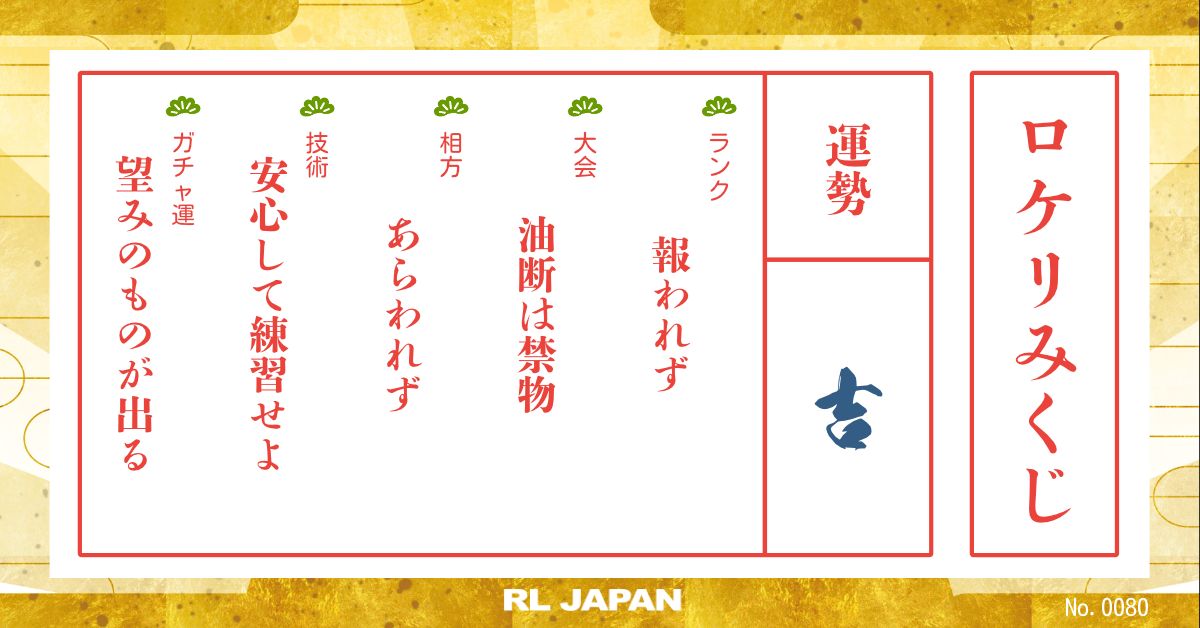 ロケリみくじ
運勢
吉
ランク
報われず
大会
油断は禁物
相方
あらわれず
技術
安心して練習せよ
ガチャ運
望みのものが出る
RL JAPAN
No. 0080